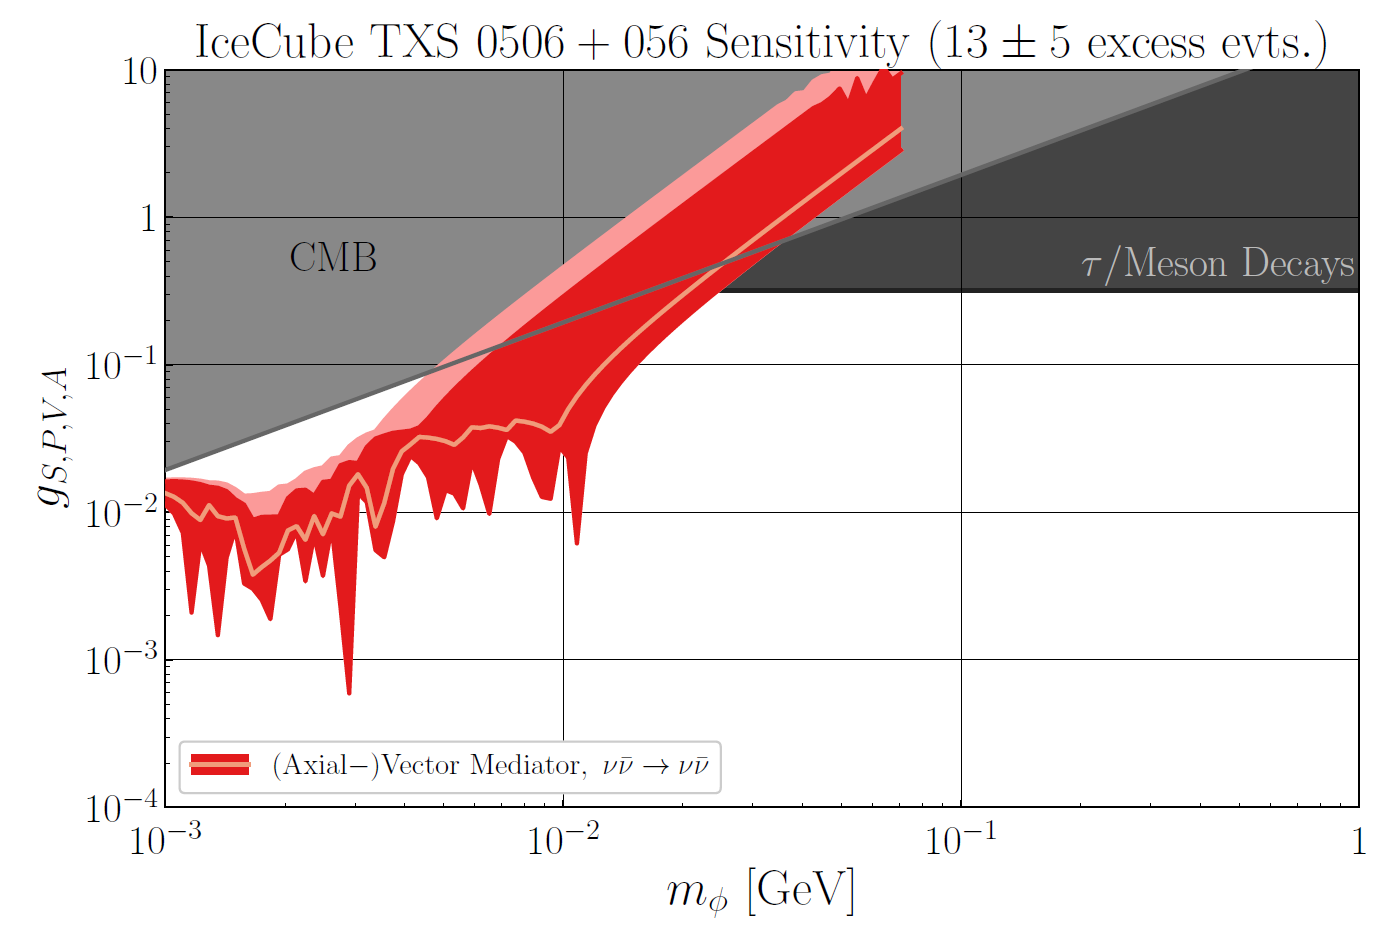 IceCube TXS 0506 + 056 Sensitivity (13 ± 5 excess evts.)
10
1
10⁻¹
10⁻²
10⁻³
10⁻⁴
g_{S,P,V,A}
CMB
τ/Meson Decays
(Axial−)Vector Mediator, νν̄ → νν̄
10⁻³ 10⁻² 10⁻¹ 1
m_ϕ [GeV]